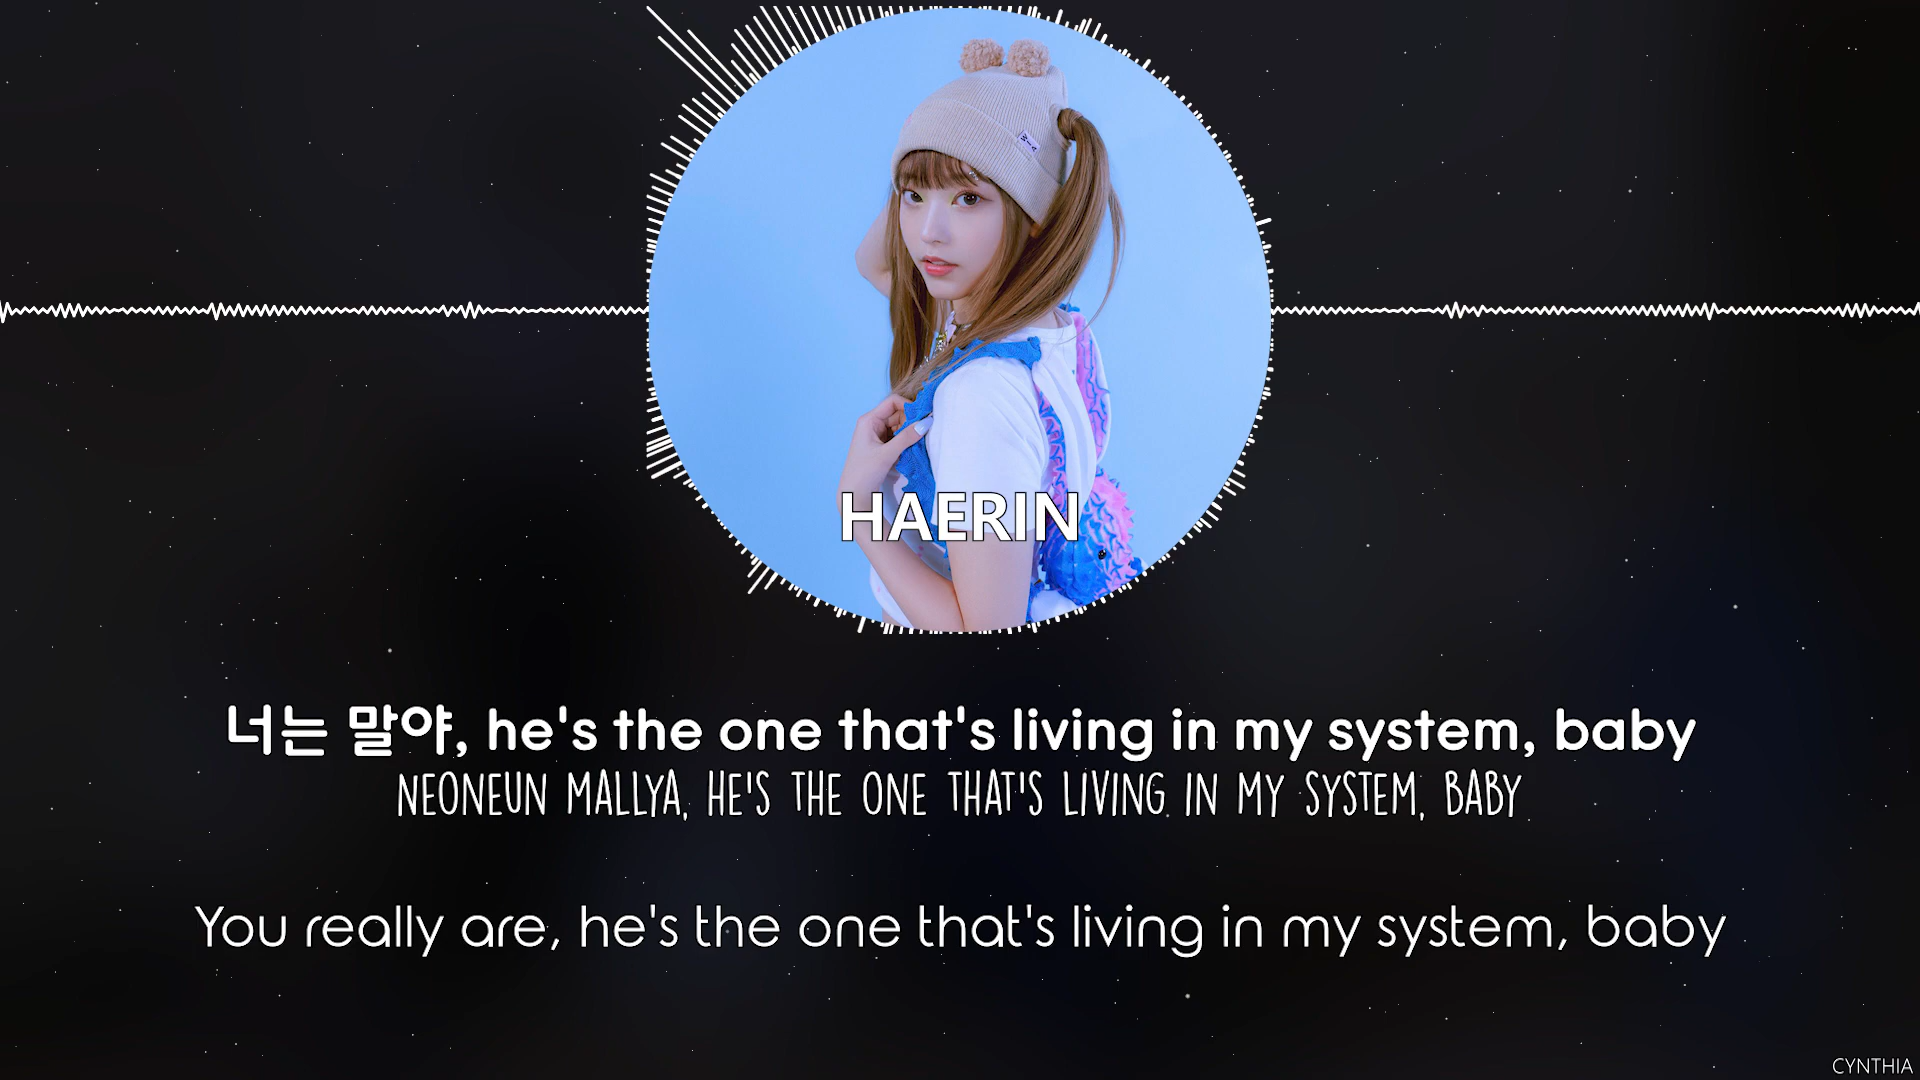 HAERIN
너는 말야, he's the one that's living in my system, baby
NEONEUN MALLYA, HE'S THE ONE THAT'S LIVING IN MY SYSTEM, BABY
You really are, he's the one that's living in my system, baby
CYNTHIA